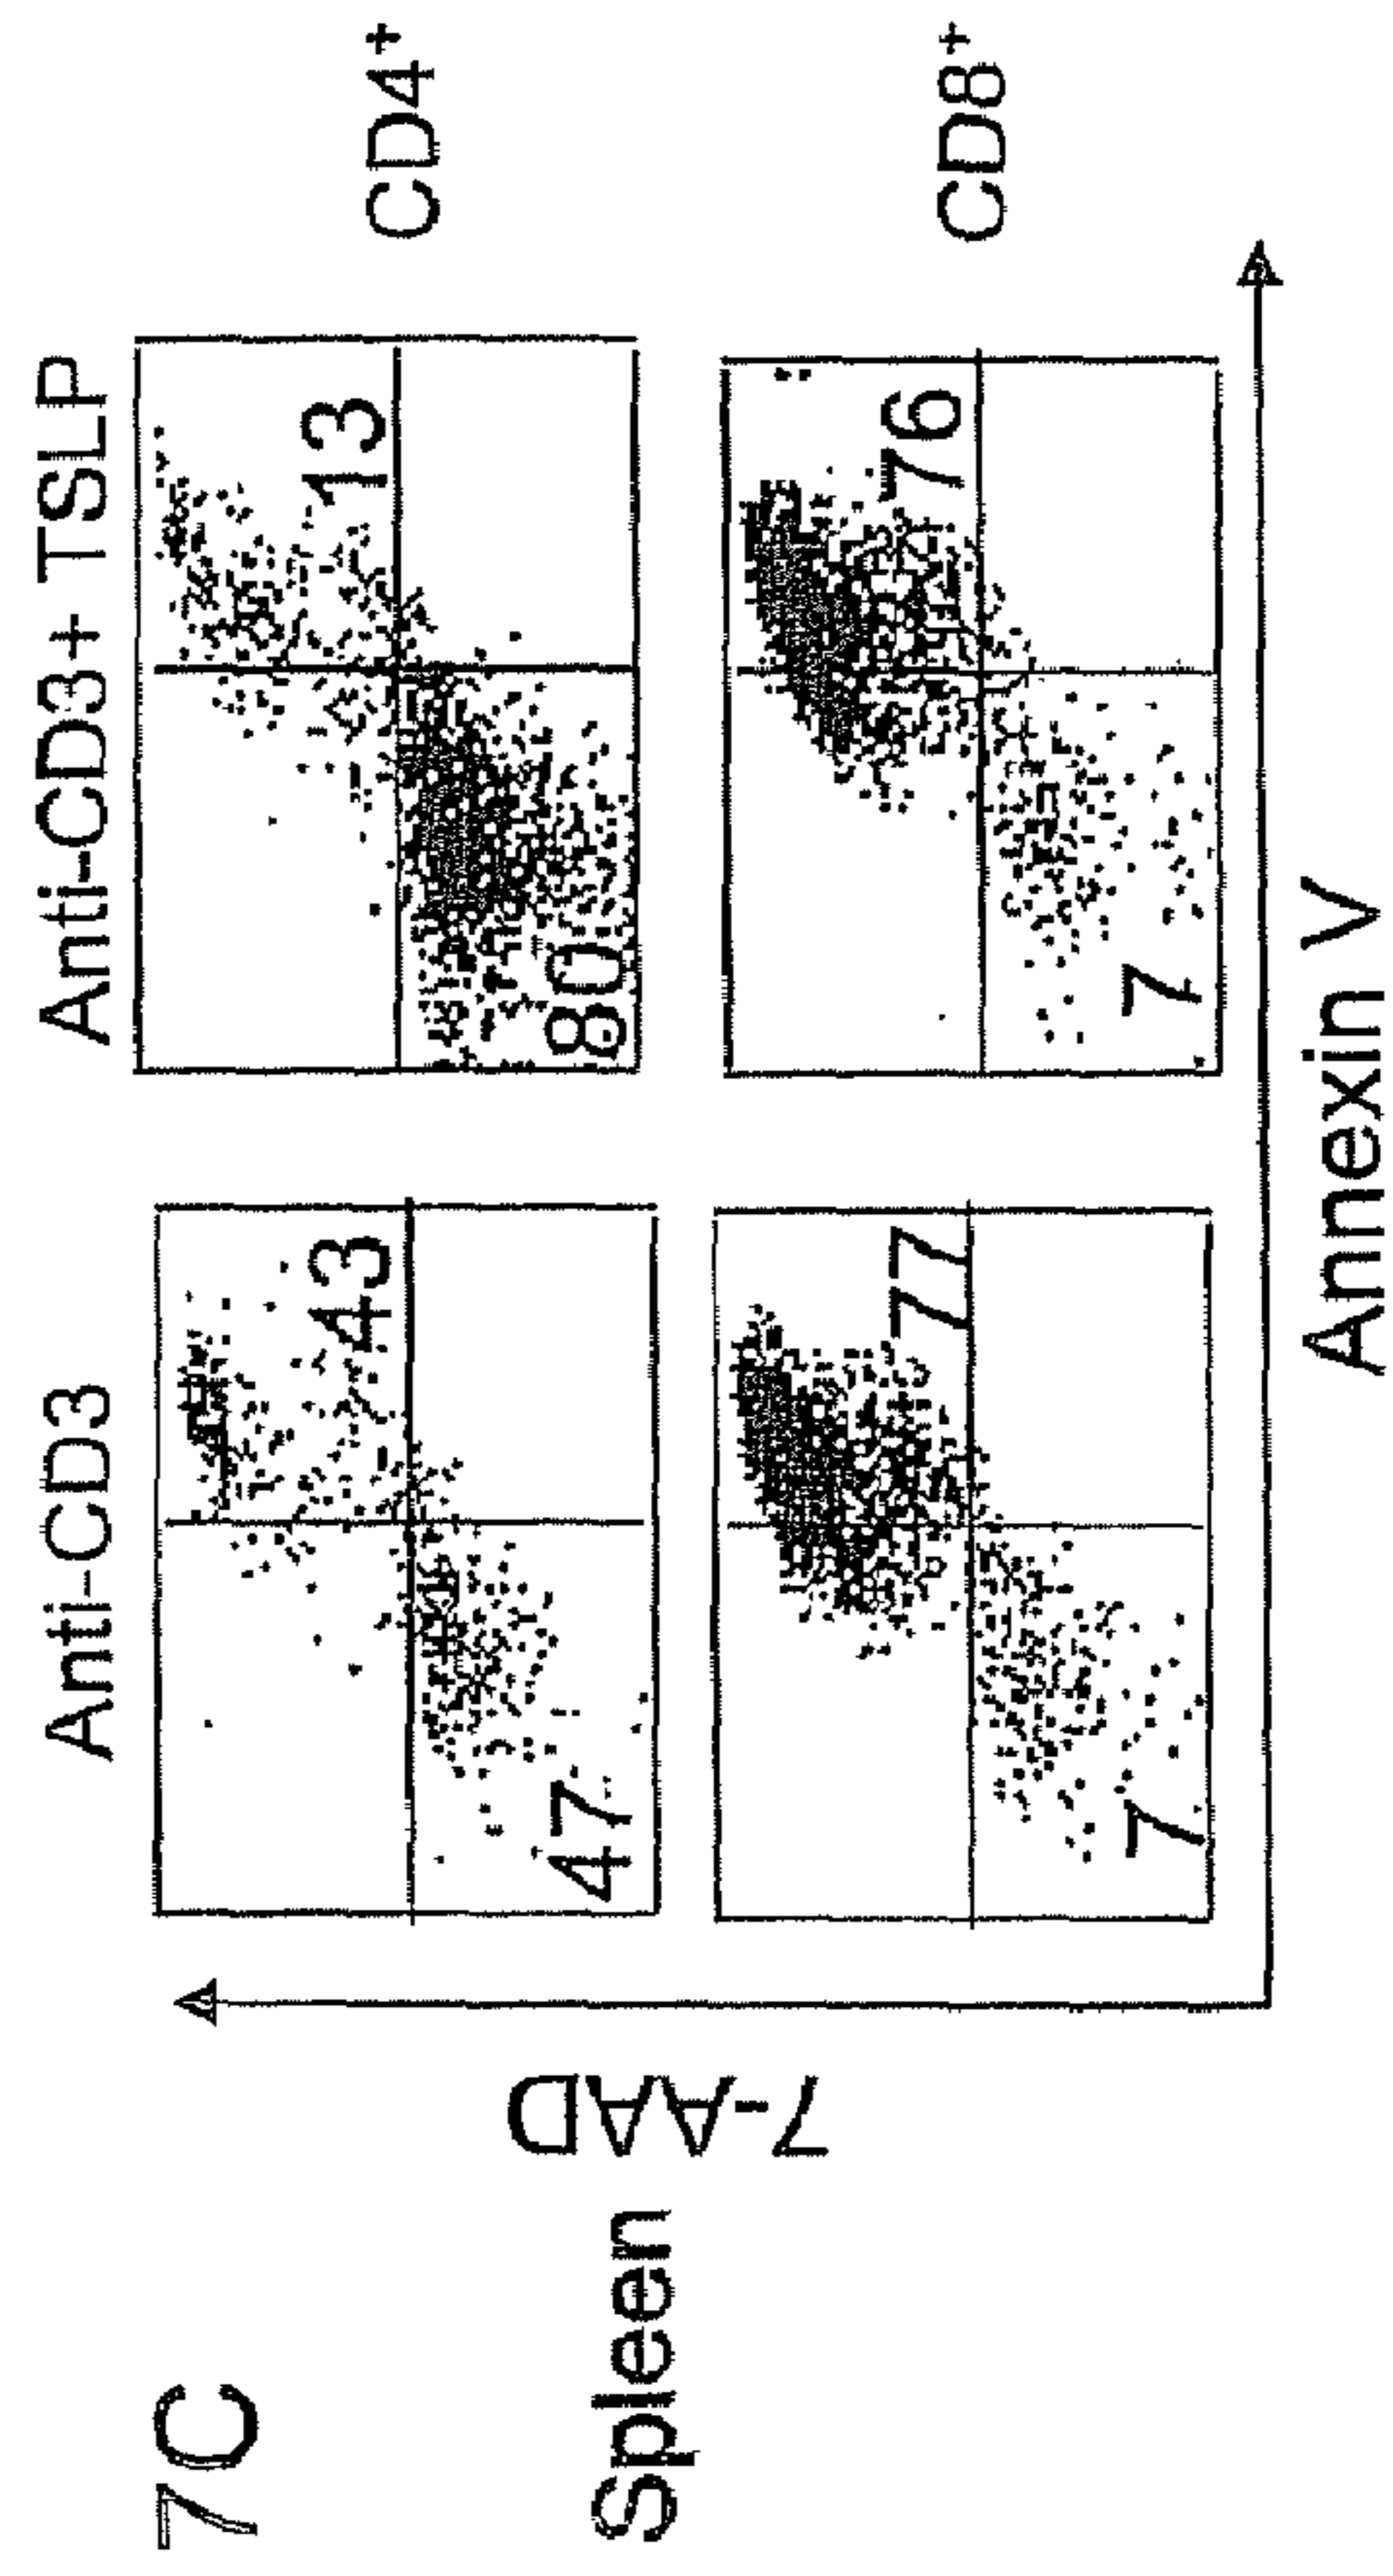 7C
Anti-CD3 Anti-CD3+ TSLP
43 13
47 80
CD4+
Spleen
7-AAD
77 76
7 7
CD8+
Annexin V